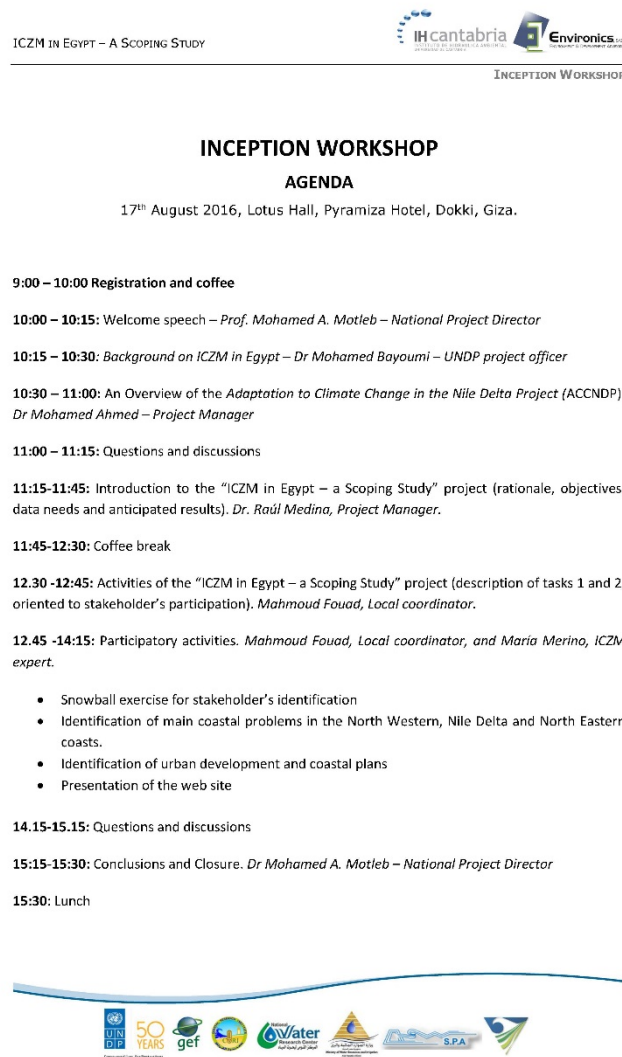 ICZM IN EGYPT – A SCOPING STUDY
IHcantabria
INSTITUTO DE HIDRÁULICA AMBIENTAL
Environics
INCEPTION WORKSHOP
INCEPTION WORKSHOP
AGENDA
17th August 2016, Lotus Hall, Pyramiza Hotel, Dokki, Giza.
9:00 – 10:00 Registration and coffee
10:00 – 10:15: Welcome speech – Prof. Mohamed A. Motleb – National Project Director
10:15 – 10:30: Background on ICZM in Egypt – Dr Mohamed Bayoumi – UNDP project officer
10:30 – 11:00: An Overview of the Adaptation to Climate Change in the Nile Delta Project (ACCNDP)
Dr Mohamed Ahmed – Project Manager
11:00 – 11:15: Questions and discussions
11:15-11:45: Introduction to the “ICZM in Egypt – a Scoping Study” project (rationale, objectives
data needs and anticipated results). Dr. Raúl Medina, Project Manager.
11:45-12:30: Coffee break
12.30 -12:45: Activities of the “ICZM in Egypt – a Scoping Study” project (description of tasks 1 and 2
oriented to stakeholder’s participation). Mahmoud Fouad, Local coordinator.
12.45 -14:15: Participatory activities. Mahmoud Fouad, Local coordinator, and María Merino, ICZM
expert.
• Snowball exercise for stakeholder’s identification
• Identification of main coastal problems in the North Western, Nile Delta and North Eastern
coasts.
• Identification of urban development and coastal plans
• Presentation of the web site
14.15-15.15: Questions and discussions
15:15-15:30: Conclusions and Closure. Dr Mohamed A. Motleb – National Project Director
15:30: Lunch
UNDP
50 YEARS
gef
National Water
Research Center
S.P.A